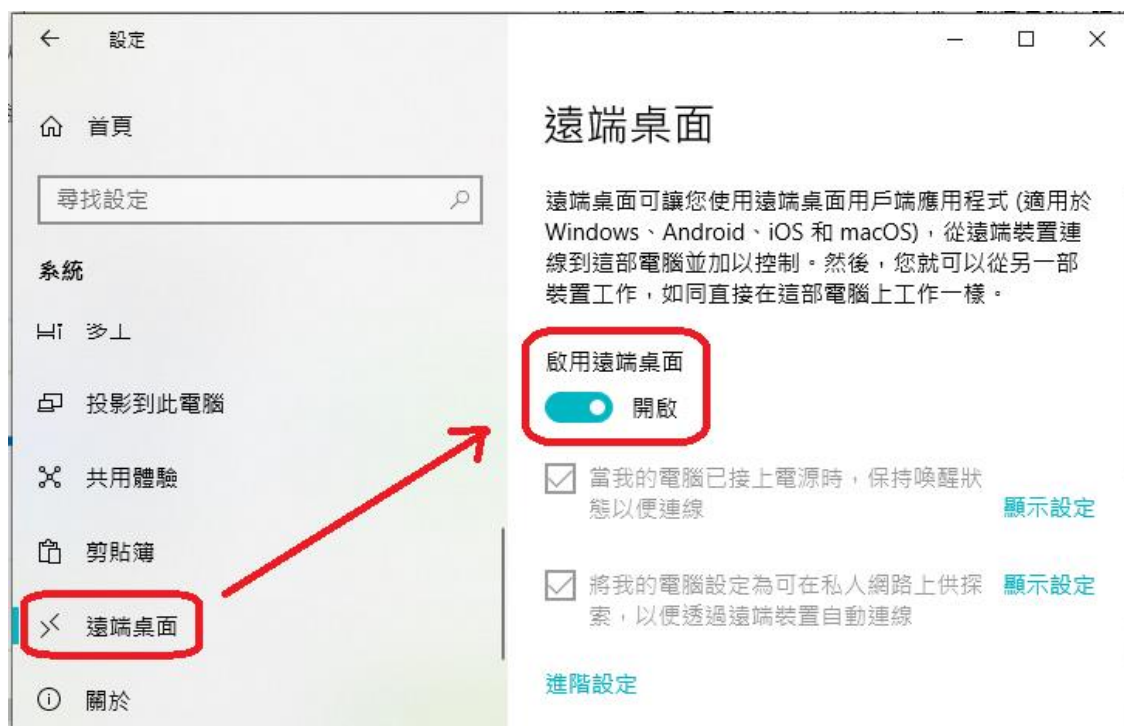 設定
首頁
尋找設定
系統
多工
投影到此電腦
共用體驗
剪貼簿
遠端桌面
關於
遠端桌面
遠端桌面可讓您使用遠端桌面用戶端應用程式 (適用於
Windows、Android、iOS 和 macOS)，從遠端裝置連
線到這部電腦並加以控制。然後，您就可以從另一部
裝置工作，如同直接在這部電腦上工作一樣。
啟用遠端桌面
開啟
當我的電腦已接上電源時，保持喚醒狀
態以便連線
顯示設定
將我的電腦設定為可在私人網路上供探
索，以便透過遠端裝置自動連線
顯示設定
進階設定